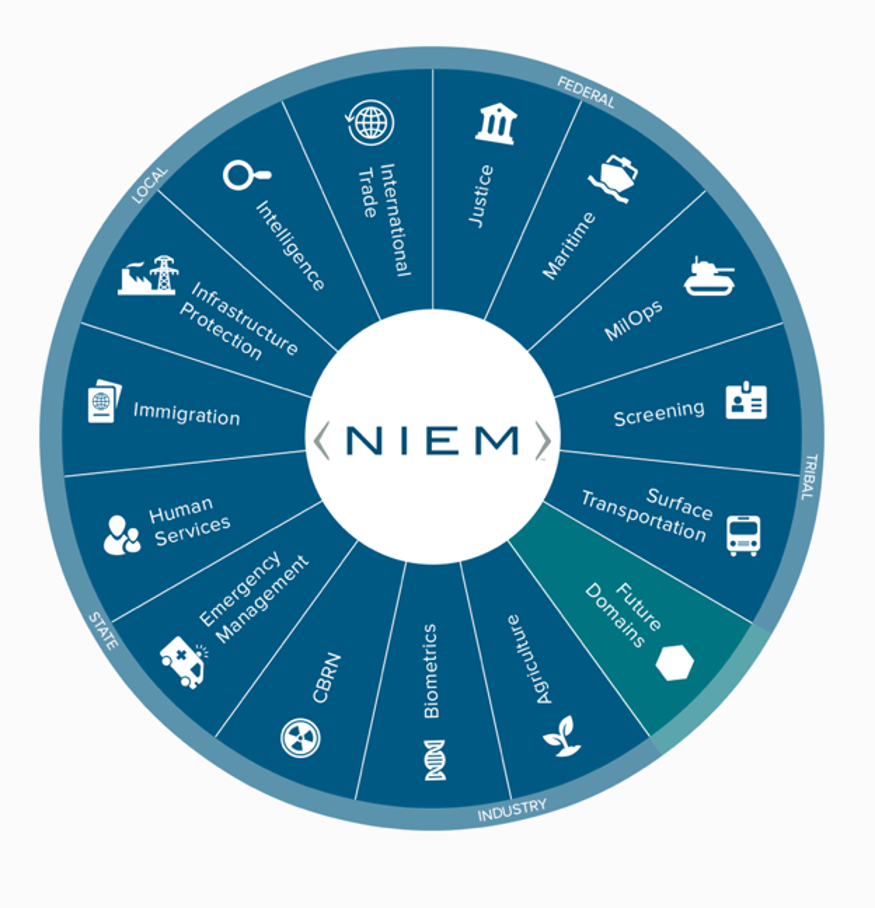 FEDERAL
Justice
Maritime
MilOps
Screening
TRIBAL
Surface
Transportation
Future
Domains
Agriculture
INDUSTRY
Biometrics
CBRN
Emergency
Management
STATE
Human
Services
Immigration
Infrastructure
Protection
LOCAL
Intelligence
International
Trade
NIEM